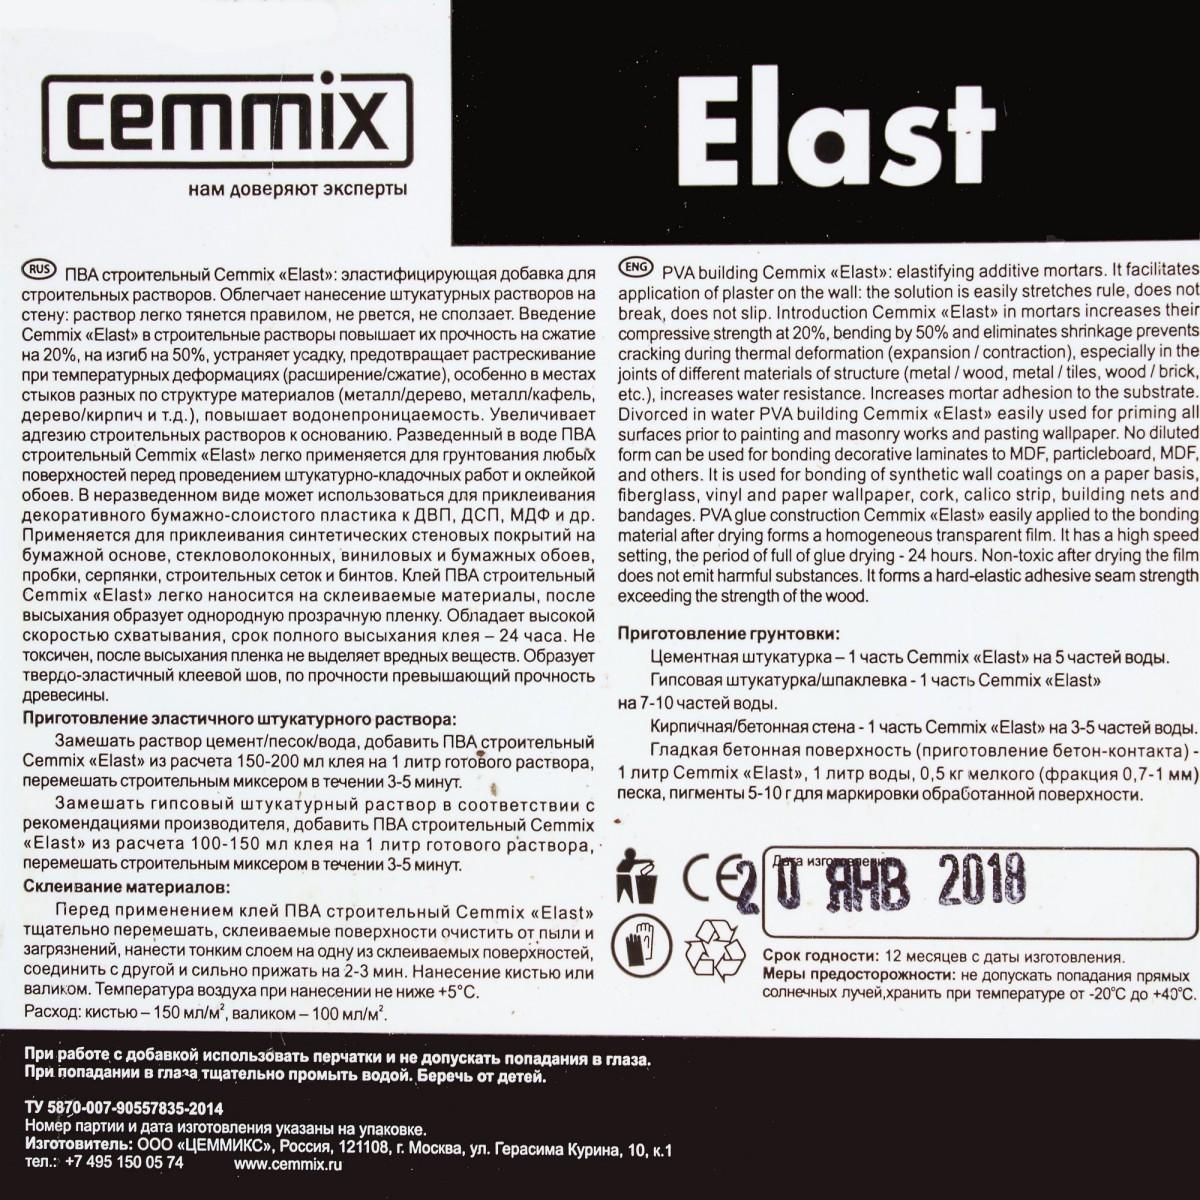 cemmix
нам доверяют эксперты
Elast
RUS ПВА строительный Cemmix «Elast»: эластифицирующая добавка для
строительных растворов. Облегчает нанесение штукатурных растворов на
стену: раствор легко тянется правилом, не рвется, не сползает. Введение
Cemmix «Elast» в строительные растворы повышает их прочность на сжатие
на 20%, на изгиб на 50%, устраняет усадку, предотвращает растрескивание
при температурных деформациях (расширение/сжатие), особенно в местах
стыков разных по структуре материалов (металл/дерево, металл/кафель,
дерево/кирпич и т.д.), повышает водонепроницаемость. Увеличивает
адгезию строительных растворов к основанию. Разведенный в воде ПВА
строительный Cemmix «Elast» легко применяется для грунтования любых
поверхностей перед проведением штукатурно-кладочных работ и оклейкой
обоев. В неразведенном виде может использоваться для приклеивания
декоративного бумажно-слоистого пластика к ДВП, ДСП, МДФ и др.
Применяется для приклеивания синтетических стеновых покрытий на
бумажной основе, стекловолоконных, виниловых и бумажных обоев,
пробки, серпянки, строительных сеток и бинтов. Клей ПВА строительный
Cemmix «Elast» легко наносится на склеиваемые материалы, после
высыхания образует однородную прозрачную пленку. Обладает высокой
скоростью схватывания, срок полного высыхания клея – 24 часа. Не
токсичен, после высыхания пленка не выделяет вредных веществ. Образует
твердо-эластичный клеевой шов, по прочности превышающий прочность
древесины.
Приготовление эластичного штукатурного раствора:
Замешать раствор цемент/песок/вода, добавить ПВА строительный
Cemmix «Elast» из расчета 150-200 мл клея на 1 литр готового раствора,
перемешать строительным миксером в течении 3-5 минут.
Замешать гипсовый штукатурный раствор в соответствии с
рекомендациями производителя, добавить ПВА строительный Cemmix
«Elast» из расчета 100-150 мл клея на 1 литр готового раствора,
перемешать строительным миксером в течении 3-5 минут.
Склеивание материалов:
Перед применением клей ПВА строительный Cemmix «Elast»
тщательно перемешать, склеиваемые поверхности очистить от пыли и
загрязнений, нанести тонким слоем на одну из склеиваемых поверхностей,
соединить с другой и сильно прижать на 2-3 мин. Нанесение кистью или
валиком. Температура воздуха при нанесении не ниже +5°С.
Расход: кистью – 150 мл/м², валиком – 100 мл/м².
ENG PVA building Cemmix «Elast»: elastifying additive mortars. It facilitates
application of plaster on the wall: the solution is easily stretches rule, does not
break, does not slip. Introduction Cemmix «Elast» in mortars increases their
compressive strength at 20%, bending by 50% and eliminates shrinkage prevents
cracking during thermal deformation (expansion / contraction), especially in the
joints of different materials of structure (metal / wood, metal / tiles, wood / brick,
etc.), increases water resistance. Increases mortar adhesion to the substrate.
Divorced in water PVA building Cemmix «Elast» easily used for priming all
surfaces prior to painting and masonry works and pasting wallpaper. No diluted
form can be used for bonding decorative laminates to MDF, particleboard, MDF,
and others. It is used for bonding of synthetic wall coatings on a paper basis,
fiberglass, vinyl and paper wallpaper, cork, calico strip, building nets and
bandages. PVA glue construction Cemmix «Elast» easily applied to the bonding
material after drying forms a homogeneous transparent film. It has a high speed
setting, the period of full of glue drying - 24 hours. Non-toxic after drying the film
does not emit harmful substances. It forms a hard-elastic adhesive seam strength
exceeding the strength of the wood.
Приготовление грунтовки:
Цементная штукатурка – 1 часть Cemmix «Elast» на 5 частей воды.
Гипсовая штукатурка/шпаклевка - 1 часть Cemmix «Elast»
на 7-10 частей воды.
Кирпичная/бетонная стена - 1 часть Cemmix «Elast» на 3-5 частей воды.
Гладкая бетонная поверхность (приготовление бетон-контакта) -
1 литр Cemmix «Elast», 1 литр воды, 0,5 кг мелкого (фракция 0,7-1 мм)
песка, пигменты 5-10 г для маркировки обработанной поверхности.
CE
Дата изготовления:
20 ЯНВ 2018
Срок годности: 12 месяцев с даты изготовления.
Меры предосторожности: не допускать попадания прямых
солнечных лучей,хранить при температуре от -20°С до +40°С.
При работе с добавкой использовать перчатки и не допускать попадания в глаза.
При попадании в глаза тщательно промыть водой. Беречь от детей.
ТУ 5870-007-90557835-2014
Номер партии и дата изготовления указаны на упаковке.
Изготовитель: ООО «ЦЕММИКС», Россия, 121108, г. Москва, ул. Герасима Курина, 10, к.1
тел.: +7 495 150 05 74 www.cemmix.ru